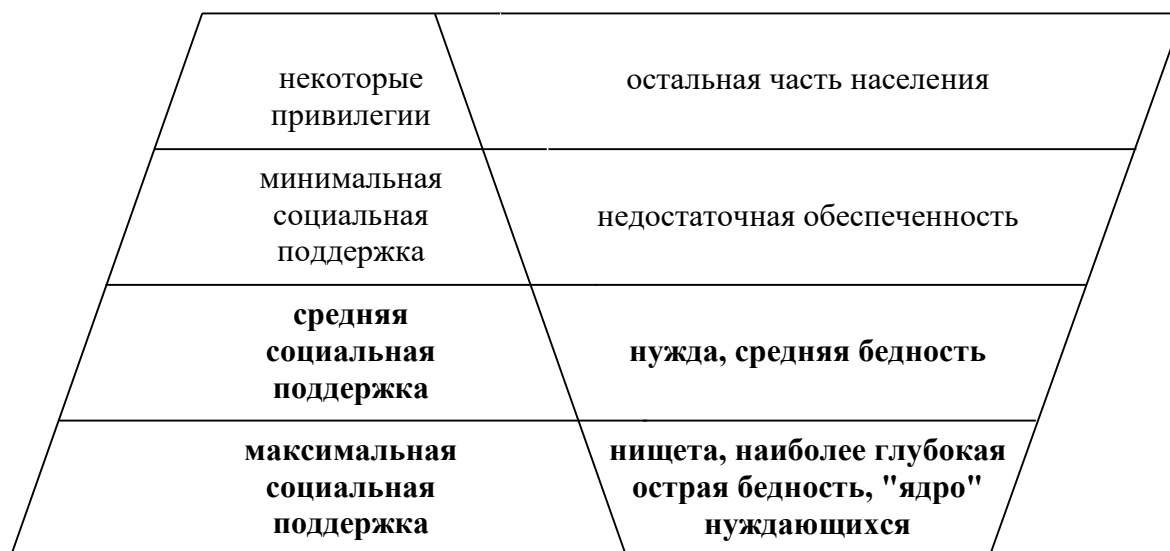 некоторые
привилегии
остальная часть населения
минимальная
социальная
поддержка
недостаточная обеспеченность
средняя
социальная
поддержка
нужда, средняя бедность
максимальная
социальная
поддержка
нищета, наиболее глубокая
острая бедность, "ядро"
нуждающихся